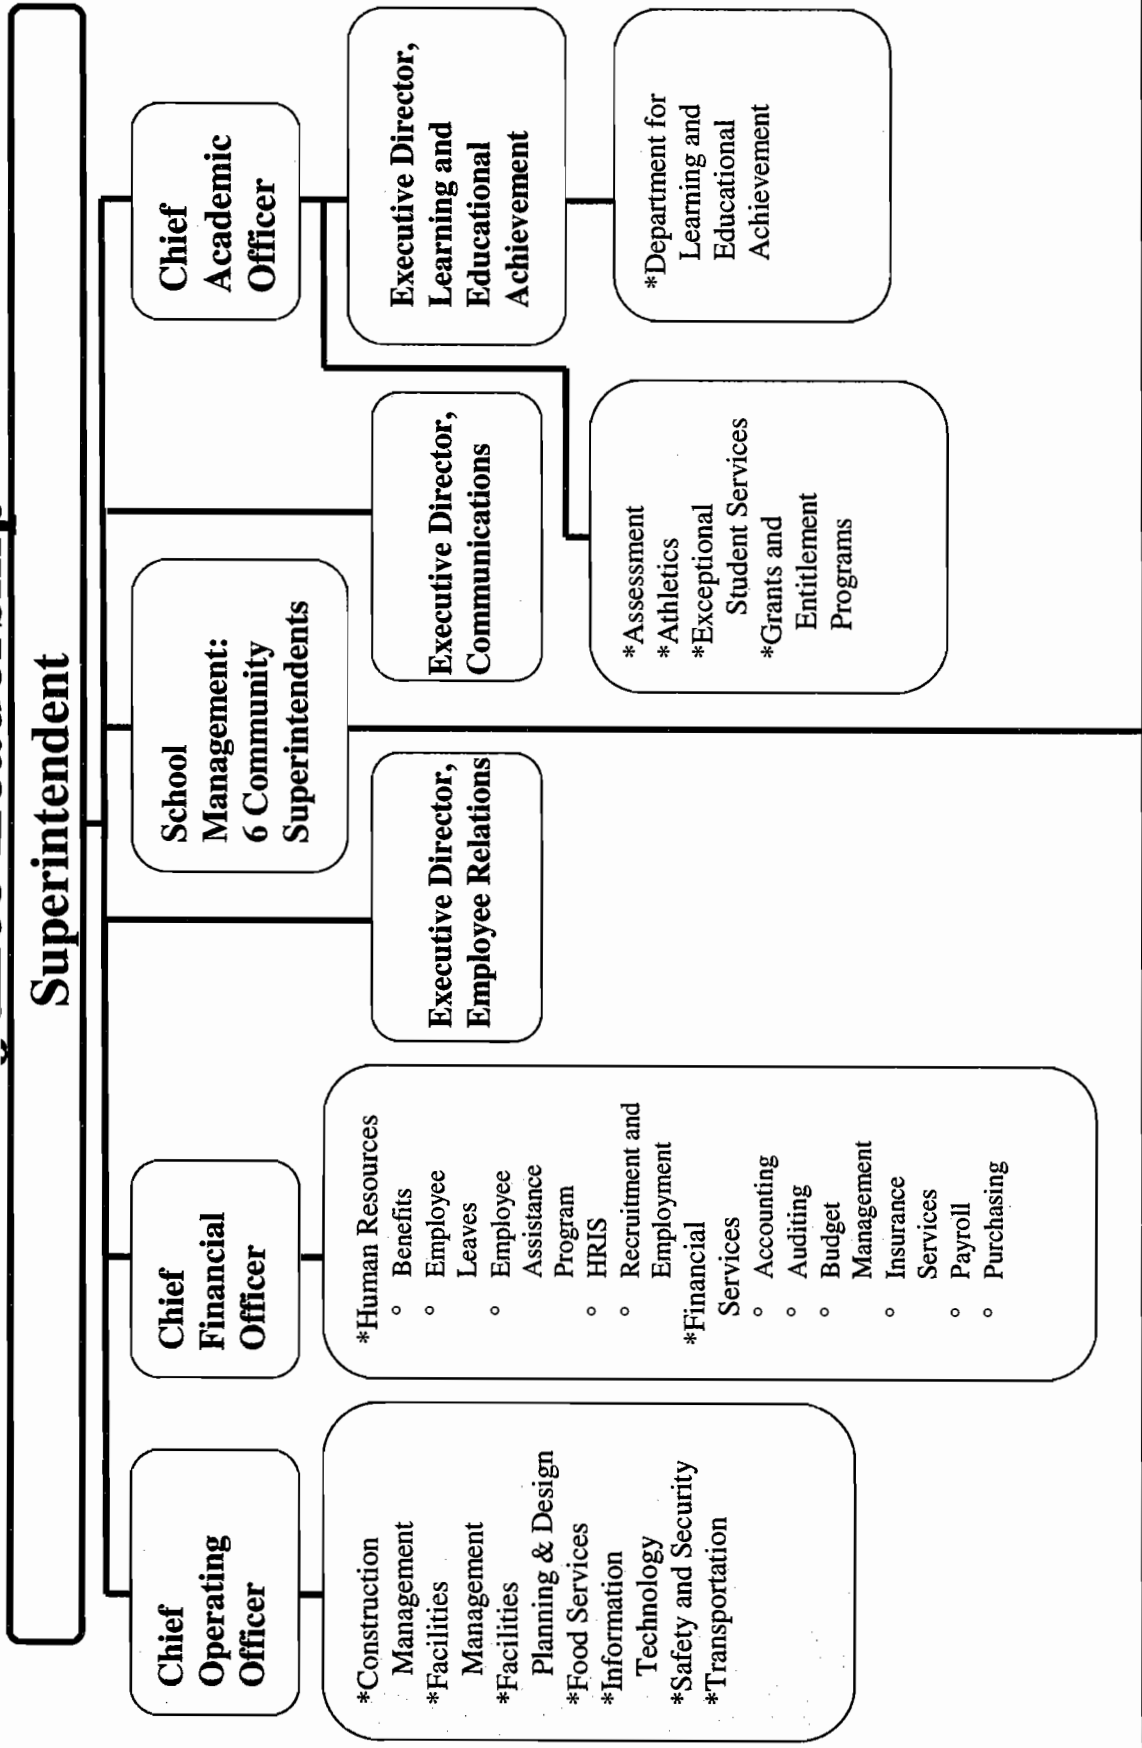 Superintendent
Chief
Operating
Officer
Chief
Financial
Officer
School
Management:
6 Community
Superintendents
Chief
Academic
Officer
*Construction
Management
*Facilities
Management
*Facilities
Planning & Design
*Food Services
*Information
Technology
*Safety and Security
*Transportation
*Human Resources
° Benefits
° Employee
Leaves
° Employee
Assistance
Program
° HRIS
° Recruitment and
Employment
*Financial
Services
° Accounting
° Auditing
° Budget
Management
° Insurance
Services
° Payroll
° Purchasing
Executive Director,
Employee Relations
Executive Director,
Communications
Executive Director,
Learning and
Educational
Achievement
*Assessment
*Athletics
*Exceptional
Student Services
*Grants and
Entitlement
Programs
*Department for
Learning and
Educational
Achievement